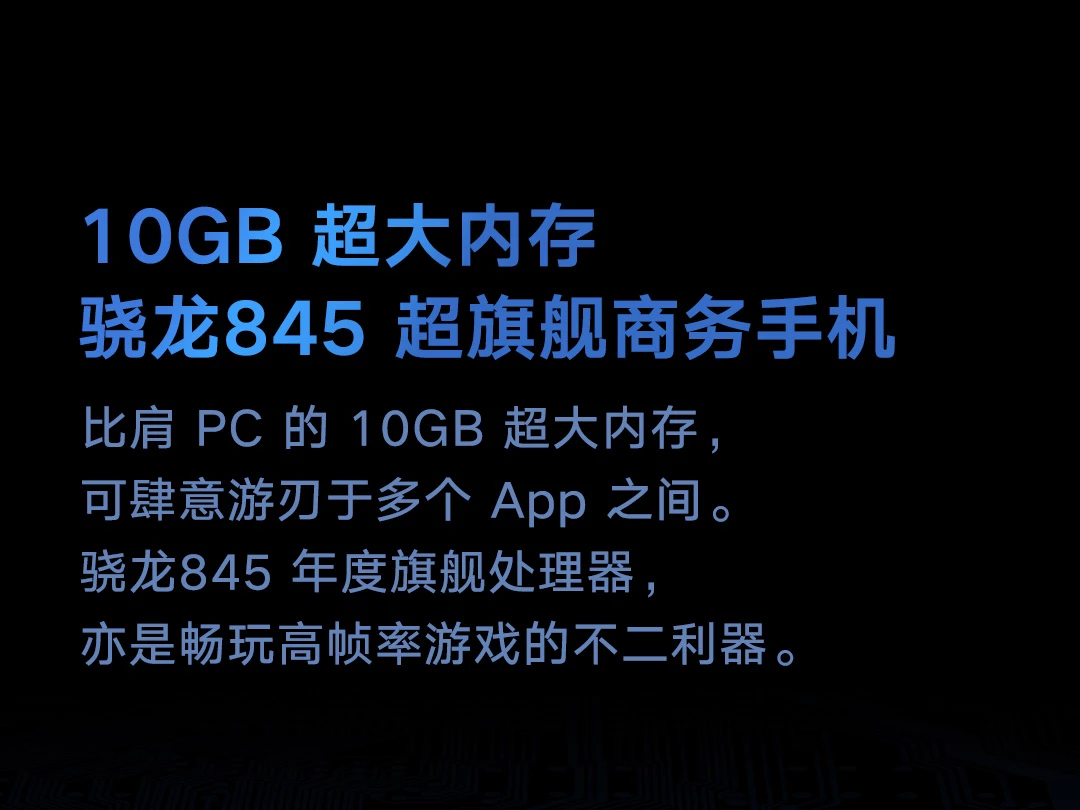 10GB 超大内存
骁龙845 超旗舰商务手机
比肩 PC 的 10GB 超大内存，
可肆意游刃于多个 App 之间。
骁龙845 年度旗舰处理器，
亦是畅玩高帧率游戏的不二利器。